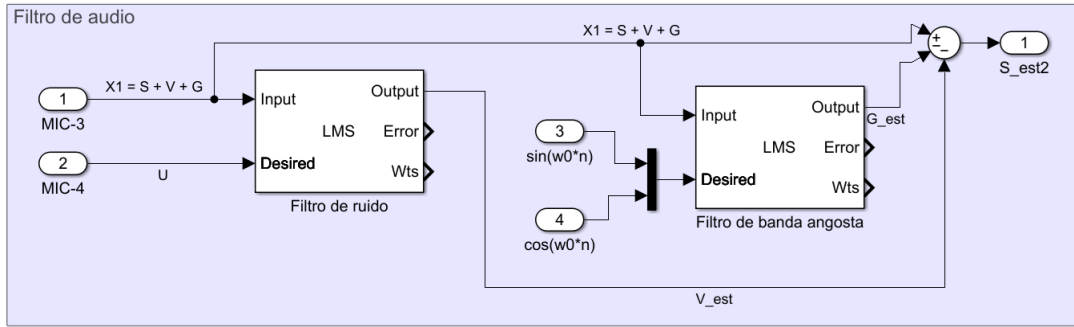 Filtro de audio
X1 = S + V + G
1
S_est2
X1 = S + V + G
1
MIC-3
Input
Output
LMS
Error
Desired
Wts
Filtro de ruido
2
MIC-4
U
3
sin(w0*n)
4
cos(w0*n)
Input
Output
LMS
Error
Desired
Wts
Filtro de banda angosta
G_est
V_est